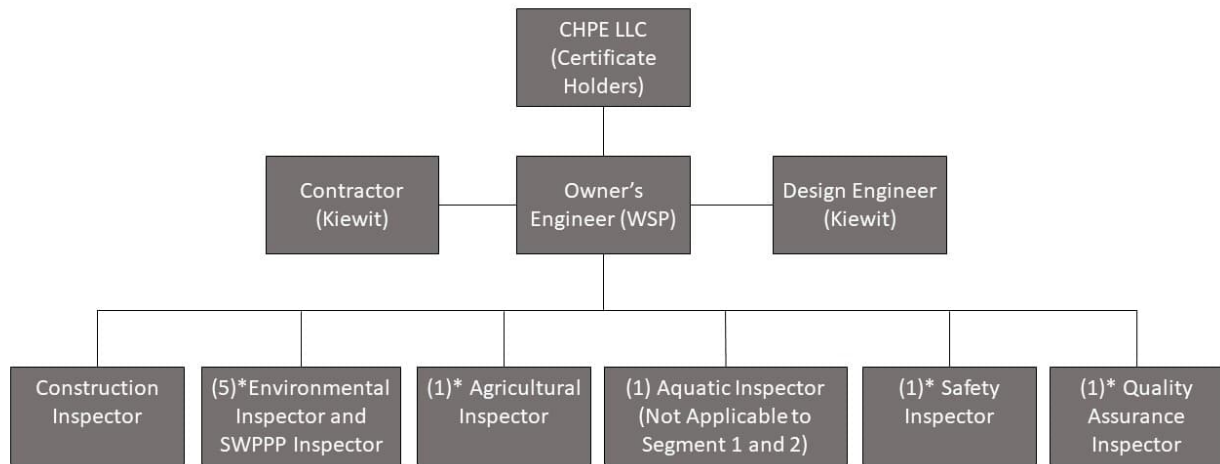 CHPE LLC
(Certificate
Holders)
Contractor
(Kiewit)
Owner’s
Engineer (WSP)
Design Engineer
(Kiewit)
Construction
Inspector
(5)*Environmental
Inspector and
SWPPP Inspector
(1)* Agricultural
Inspector
(1) Aquatic Inspector
(Not Applicable to
Segment 1 and 2)
(1)* Safety
Inspector
(1)* Quality
Assurance
Inspector